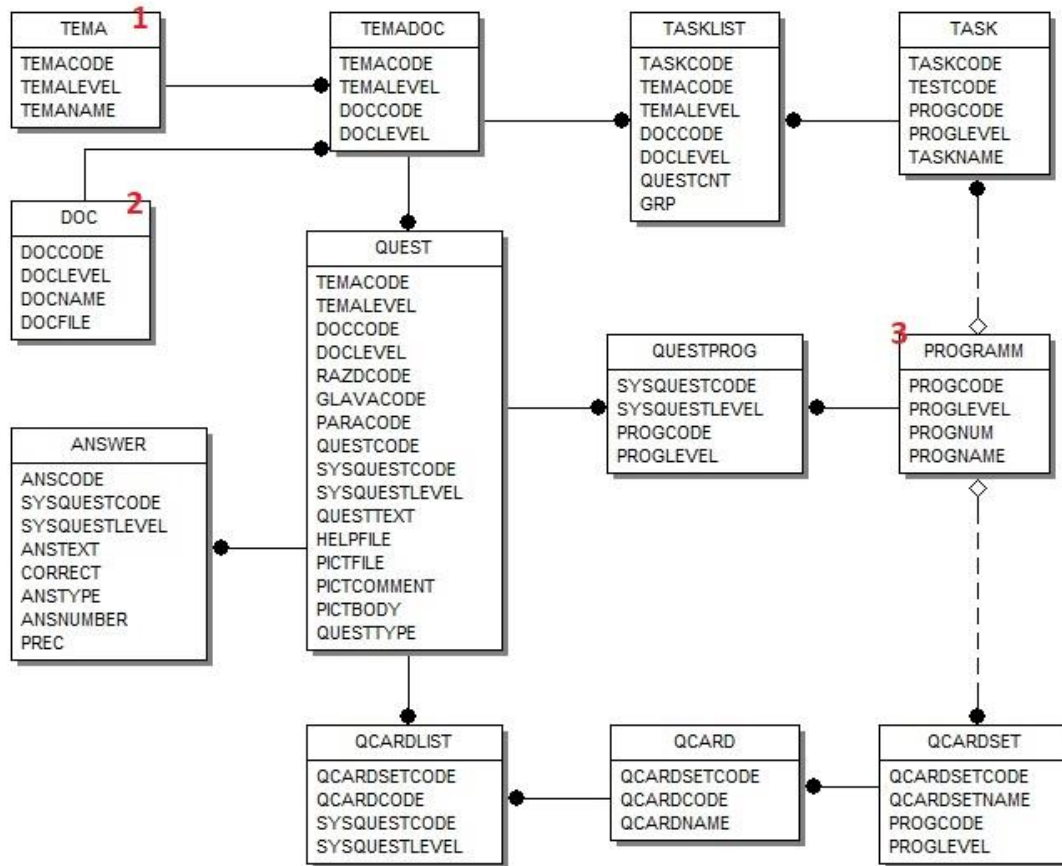 TEMA 1
TEMACODE
TEMALEVEL
TEMANAME
TEMADOC
TEMACODE
TEMALEVEL
DOCCODE
DOCLEVEL
TASKLIST
TASKCODE
TEMACODE
TEMALEVEL
DOCCODE
DOCLEVEL
QUESTCNT
GRP
TASK
TASKCODE
TESTCODE
PROGCODE
PROGLEVEL
TASKNAME
DOC 2
DOCCODE
DOCLEVEL
DOCNAME
DOCFILE
QUEST
TEMACODE
TEMALEVEL
DOCCODE
DOCLEVEL
RAZDCODE
GLAVACODE
PARACODE
QUESTCODE
SYSQUESTCODE
SYSQUESTLEVEL
QUESTTEXT
HELPFILE
PICTFILE
PICTCOMMENT
PICTBODY
QUESTTYPE
QUESTPROG
SYSQUESTCODE
SYSQUESTLEVEL
PROGCODE
PROGLEVEL
3 PROGRAMM
PROGCODE
PROGLEVEL
PROGNUM
PROGNAME
ANSWER
ANSCODE
SYSQUESTCODE
SYSQUESTLEVEL
ANSTEXT
CORRECT
ANSTYPE
ANSNUMBER
PREC
QCARDLIST
QCARDSETCODE
QCARDCODE
SYSQUESTCODE
SYSQUESTLEVEL
QCARD
QCARDSETCODE
QCARDCODE
QCARDNAME
QCARDSET
QCARDSETCODE
QCARDSETNAME
PROGCODE
PROGLEVEL